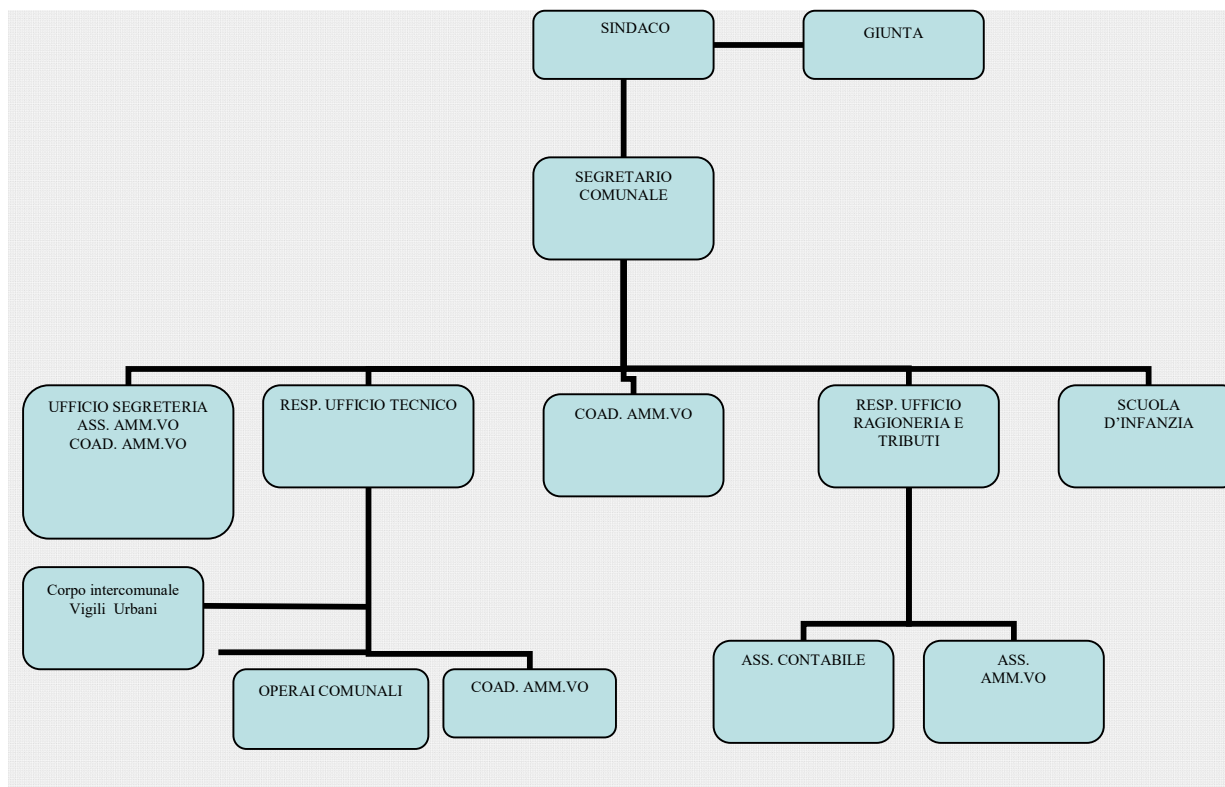 SINDACO
GIUNTA
SEGRETARIO
COMUNALE
UFFICIO SEGRETERIA
ASS. AMM.VO
COAD. AMM.VO
RESP. UFFICIO TECNICO
COAD. AMM.VO
RESP. UFFICIO
RAGIONERIA E
TRIBUTI
SCUOLA
D'INFANZIA
Corpo intercomunale
Vigili Urbani
OPERAI COMUNALI
COAD. AMM.VO
ASS. CONTABILE
ASS.
AMM.VO